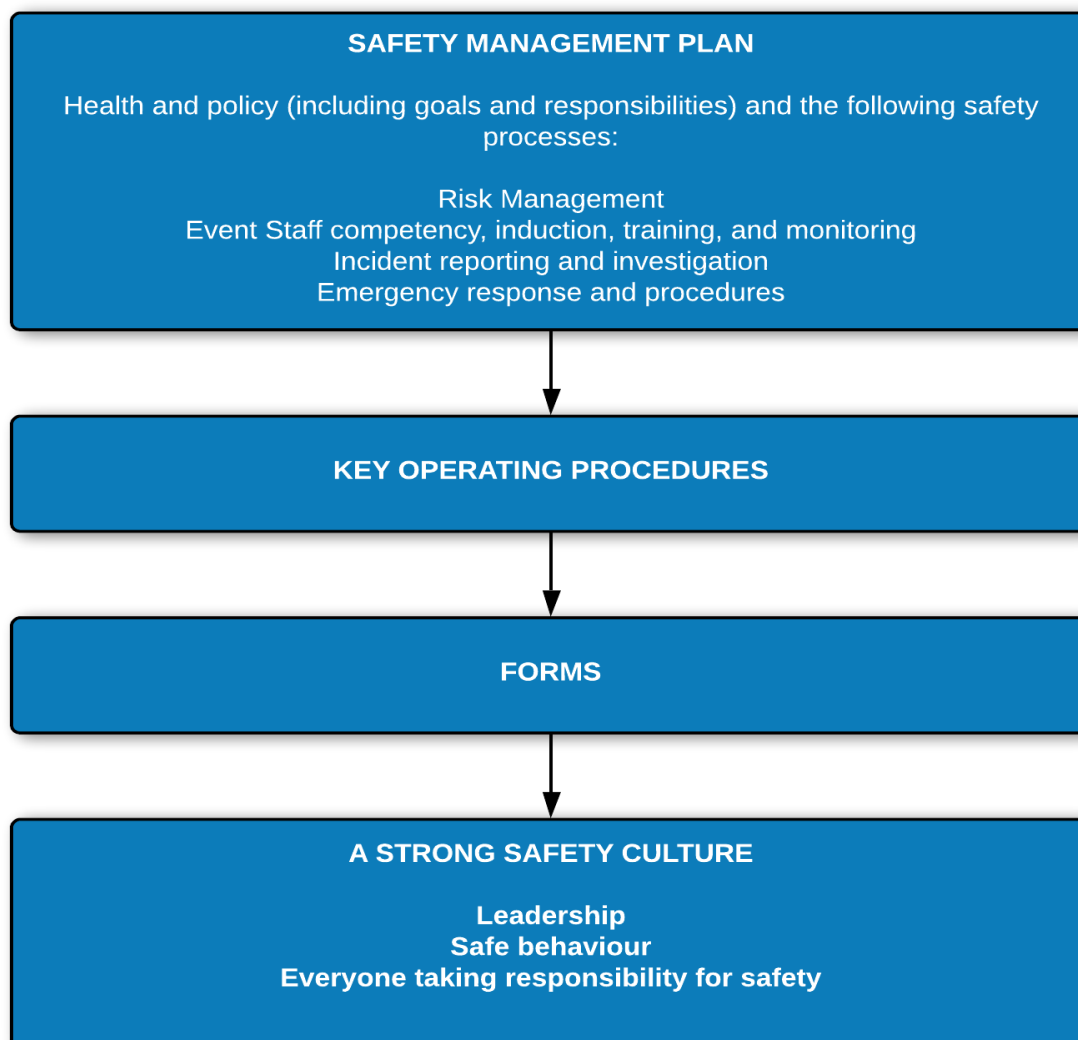 SAFETY MANAGEMENT PLAN
Health and policy (including goals and responsibilities) and the following safety
processes:
Risk Management
Event Staff competency, induction, training, and monitoring
Incident reporting and investigation
Emergency response and procedures
KEY OPERATING PROCEDURES
FORMS
A STRONG SAFETY CULTURE
Leadership
Safe behaviour
Everyone taking responsibility for safety